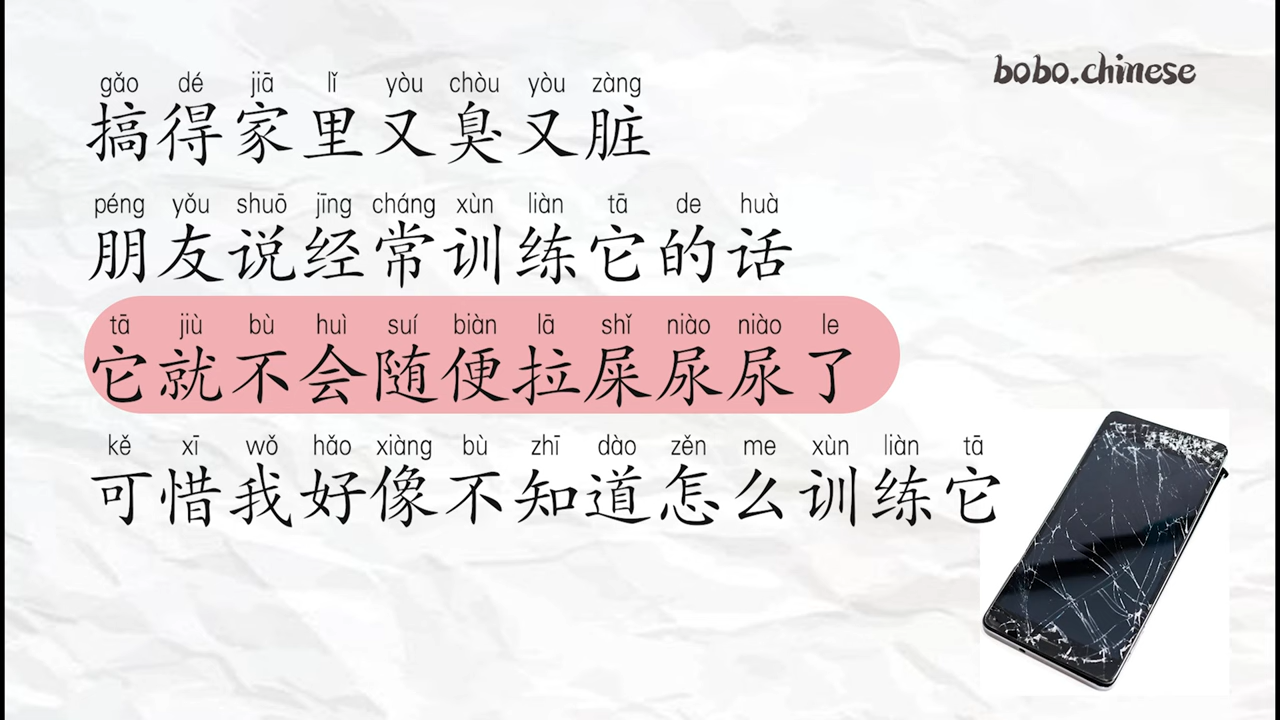 bobo.chinese
gǎo dé jiā lǐ yòu chòu yòu zàng
搞得家里又臭又脏
péng yǒu shuō jīng cháng xùn liàn tā de huà
朋友说经常训练它的话
tā jiù bù huì suí biàn lā shǐ niào niào le
它就不会随便拉屎尿尿了
kě xī wǒ hǎo xiàng bù zhī dào zěn me xùn liàn tā
可惜我好像不知道怎么训练它